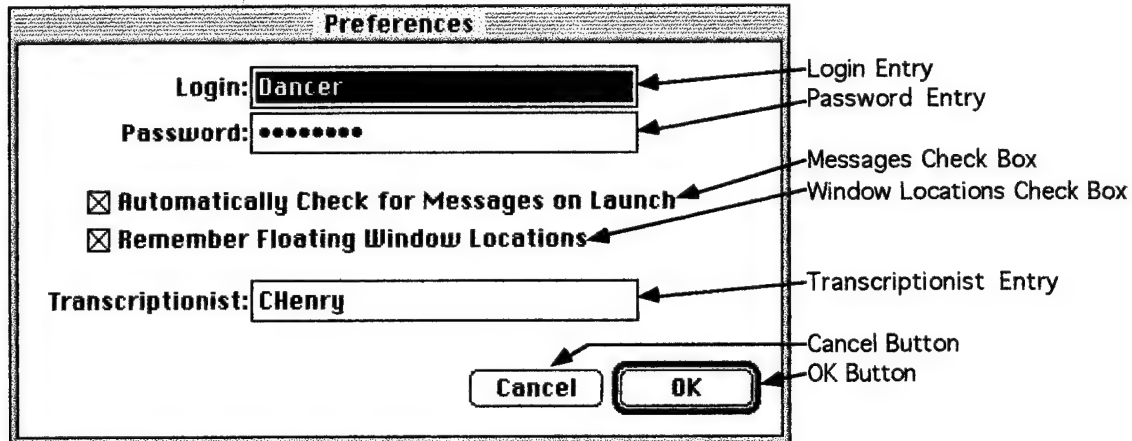 Preferences
Login: Dancer
Login Entry
Password: ••••••••
Password Entry
Messages Check Box
Automatically Check for Messages on Launch
Window Locations Check Box
Remember Floating Window Locations
Transcriptionist: CHenry
Transcriptionist Entry
Cancel Button
Cancel
OK
OK Button